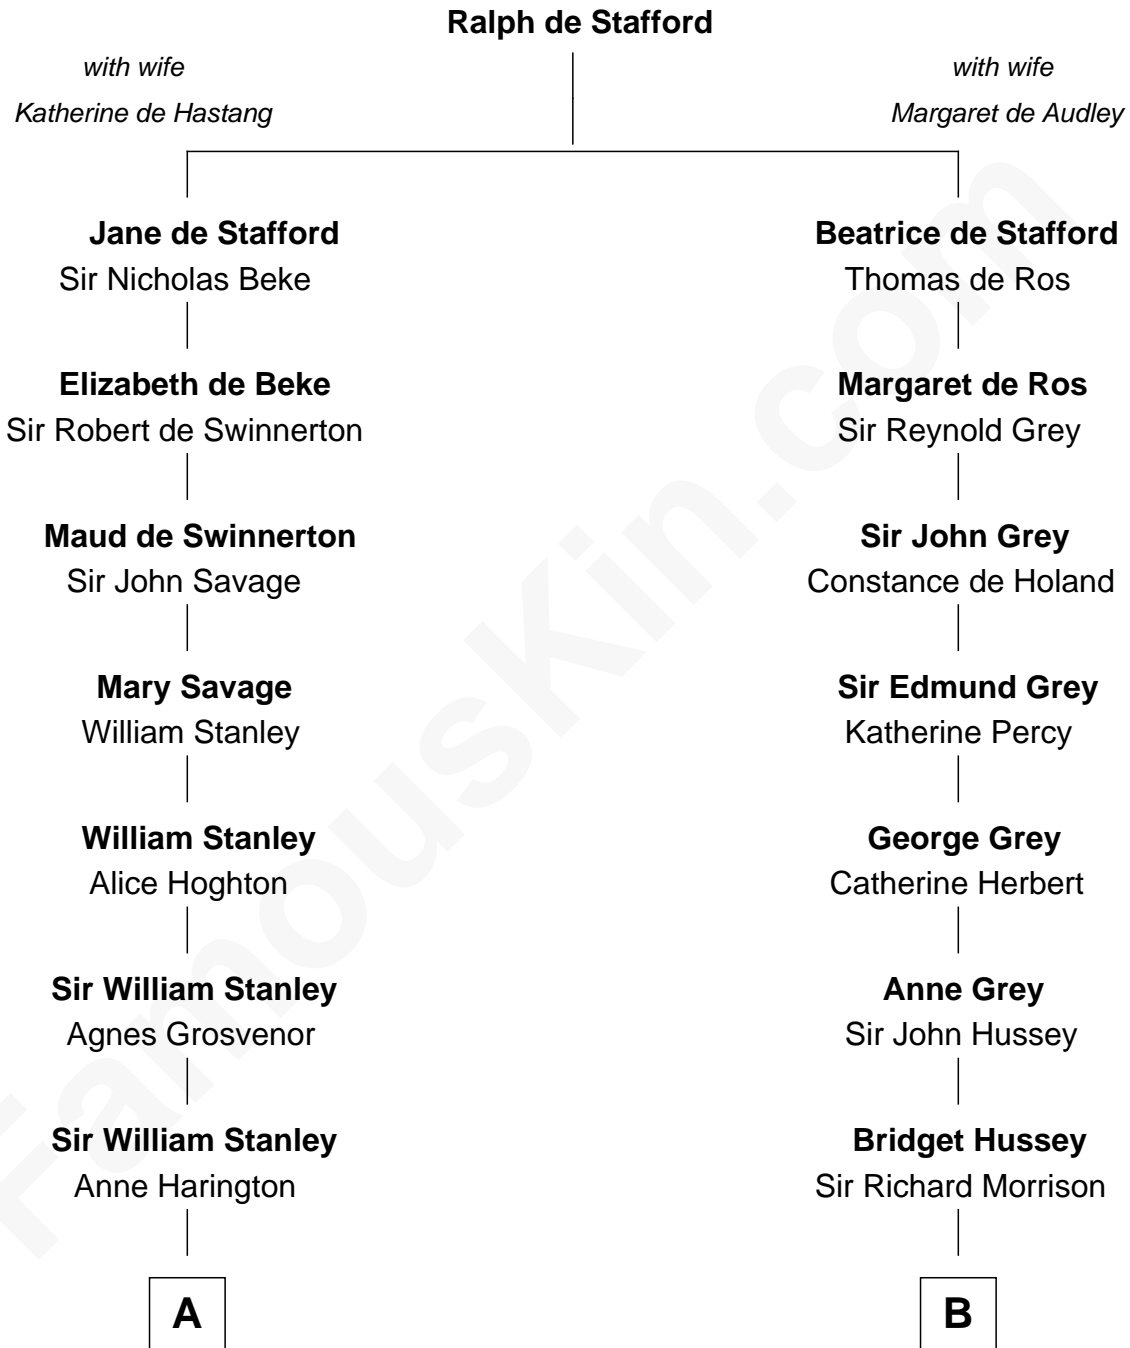 Ralph de Stafford
with wife
Katherine de Hastang
with wife
Margaret de Audley
Jane de Stafford
Sir Nicholas Beke
Beatrice de Stafford
Thomas de Ros
Elizabeth de Beke
Sir Robert de Swinnerton
Margaret de Ros
Sir Reynold Grey
Maud de Swinnerton
Sir John Savage
Sir John Grey
Constance de Holand
Mary Savage
William Stanley
Sir Edmund Grey
Katherine Percy
William Stanley
Alice Hoghton
George Grey
Catherine Herbert
Sir William Stanley
Agnes Grosvenor
Anne Grey
Sir John Hussey
Sir William Stanley
Anne Harington
Bridget Hussey
Sir Richard Morrison
A
B
FamousKin.com